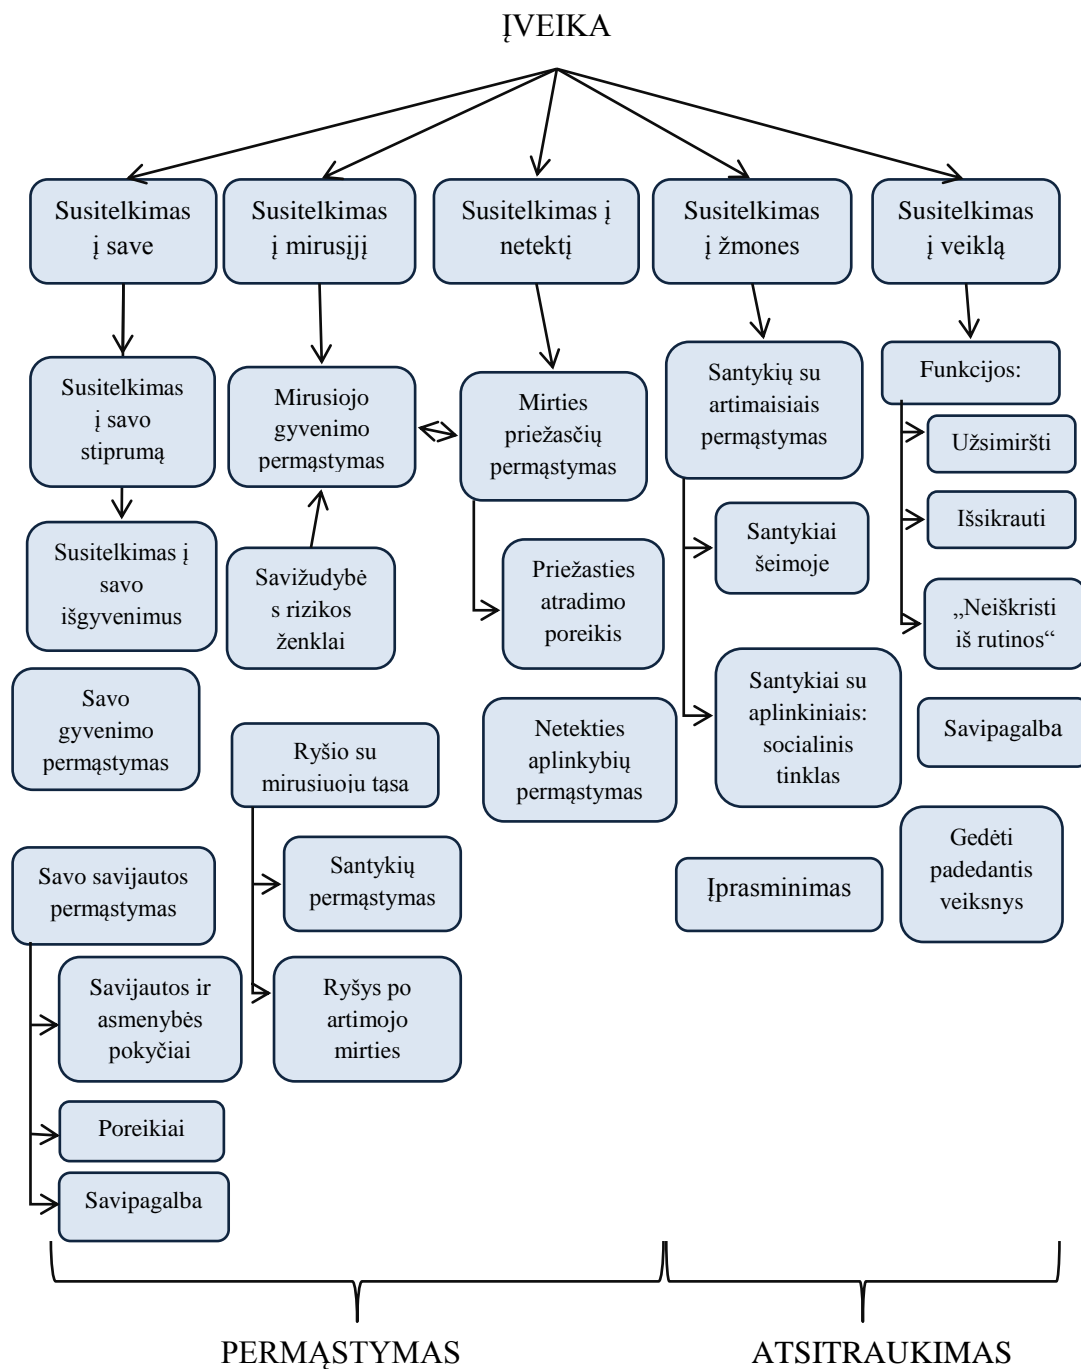 ĮVEIKA
Susitelkimas
į save
Susitelkimas
į mirusįjį
Susitelkimas į
netektį
Susitelkimas
į žmones
Susitelkimas
į veiklą
Susitelkimas
į savo
stiprumą
Susitelkimas į
savo
išgyvenimus
Savo
gyvenimo
permąstymas
Savo savijautos
permąstymas
Savijautos ir
asmenybės
pokyčiai
Poreikiai
Savipagalba
Mirusiojo
gyvenimo
permąstymas
Savižudybė
s rizikos
ženklai
Ryšio su
mirusiuoju tąsa
Santykių
permąstymas
Ryšys po
artimojo
mirties
Mirties
priežasčių
permąstymas
Priežasties
atradimo
poreikis
Netekties
aplinkybių
permąstymas
Santykių su
artimaisiais
permąstymas
Santykiai
šeimoje
Santykiai su
aplinkiniais:
socialinis
tinklas
Įprasminimas
Funkcijos:
Užsimiršti
Išsikrauti
„Neiškristi
iš rutinos“
Savipagalba
Gedėti
padedantis
veiksnys
PERMĄSTYMAS
ATSITRAUKIMAS